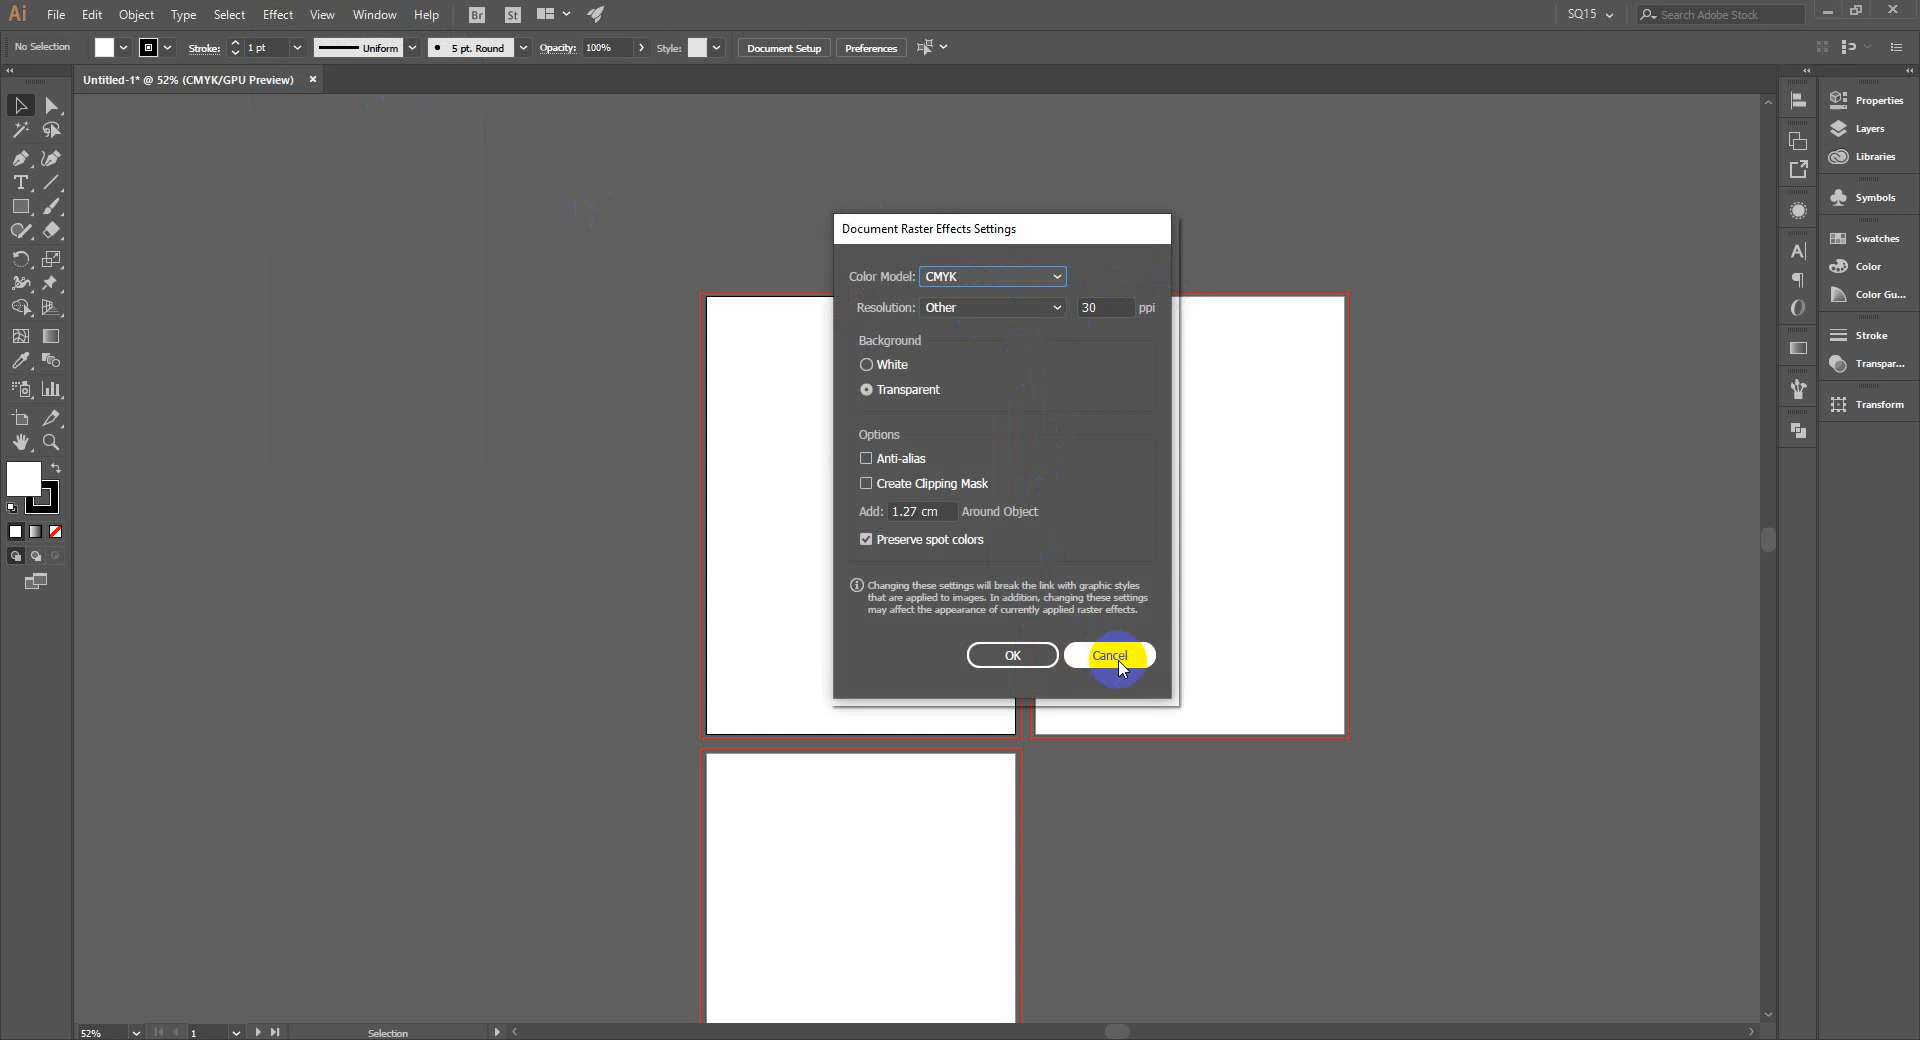 Ai File Edit Object Type Select Effect View Window Help Br St SQ15 Search Adobe Stock
No Selection Stroke: 1 pt Uniform 5 pt. Round Opacity: 100% Style: Document Setup Preferences
Untitled-1* @ 52% (CMYK/GPU Preview)
Properties
Layers
Libraries
Symbols
Swatches
Color
Color Gu...
Stroke
Transpar...
Transform
Document Raster Effects Settings
Color Model: CMYK
Resolution: Other 30 ppi
Background
White
Transparent
Options
Anti-alias
Create Clipping Mask
Add: 1.27 cm Around Object
Preserve spot colors
Changing these settings will break the link with graphic styles
that are applied to images. In addition, changing these settings
may affect the appearance of currently applied raster effects.
OK Cancel
52% 1 Selection